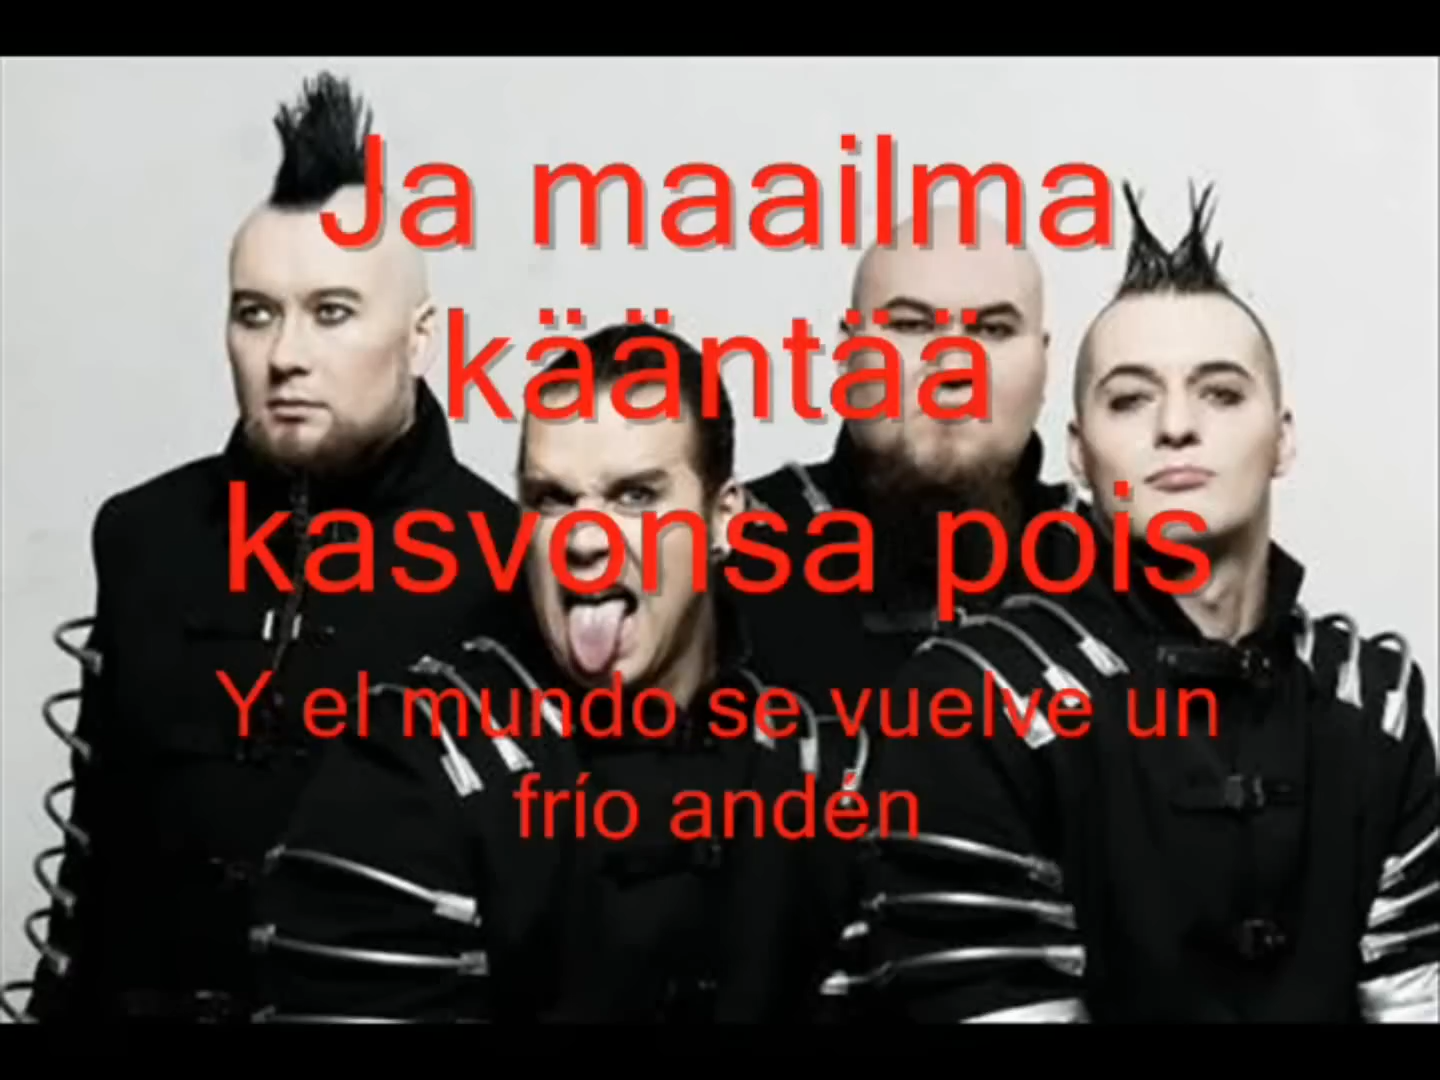 Ja maailma
kääntää
kasvonsa pois
Y el mundo se vuelve un
frío andén